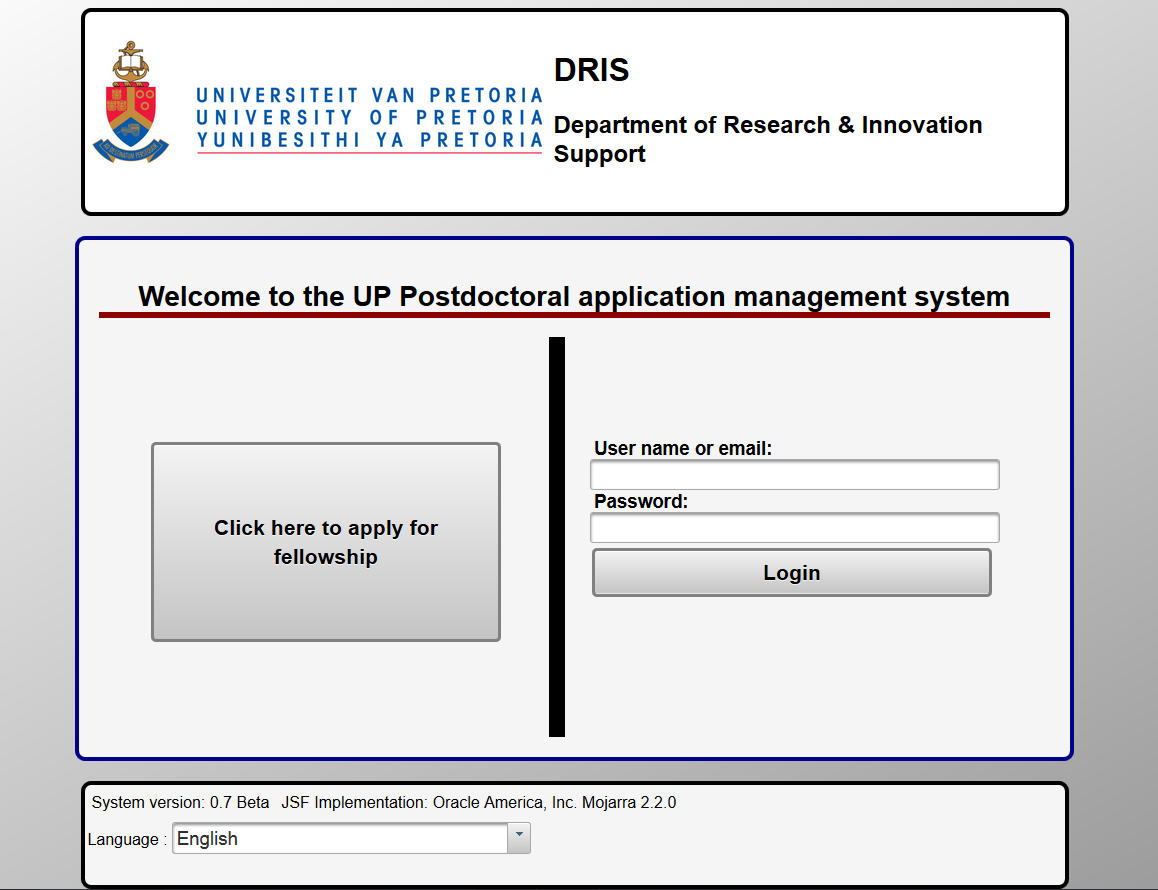 UNIVERSITEIT VAN PRETORIA
UNIVERSITY OF PRETORIA
YUNIBESITHI YA PRETORIA
DRIS
Department of Research & Innovation
Support
Welcome to the UP Postdoctoral application management system
Click here to apply for
fellowship
User name or email:
Password:
Login
System version: 0.7 Beta JSF Implementation: Oracle America, Inc. Mojarra 2.2.0
Language : English